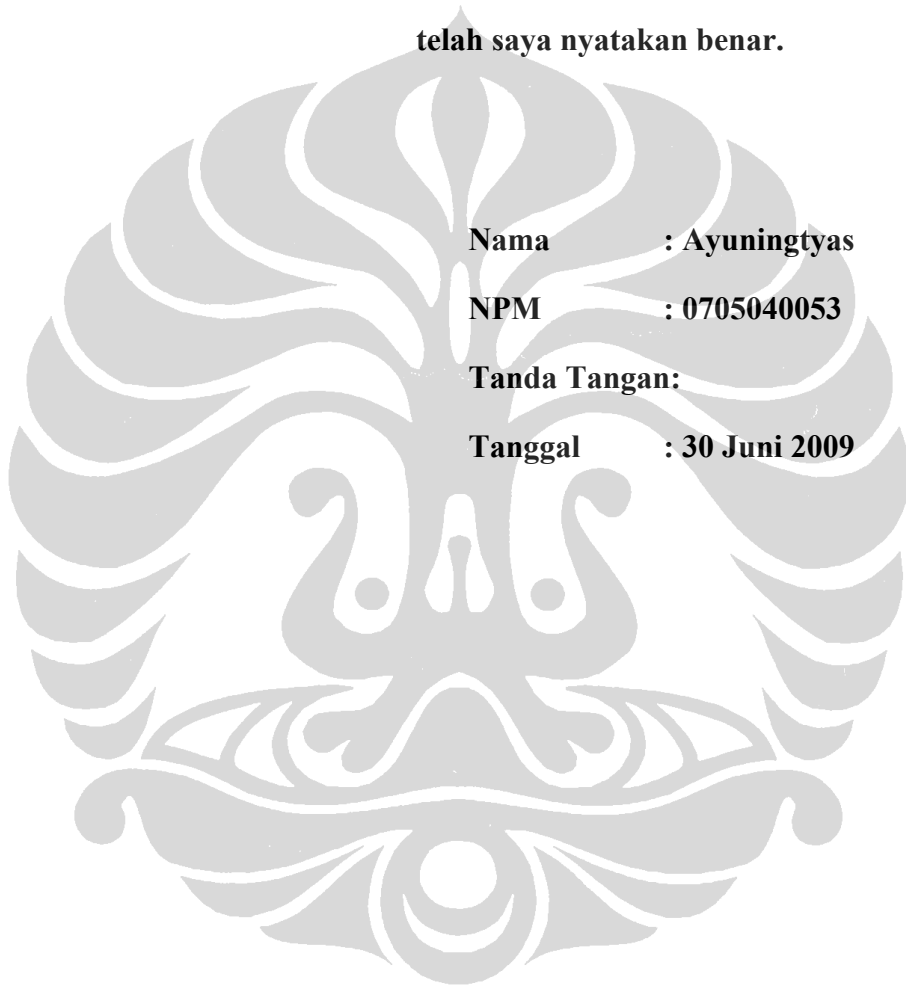 telah saya nyatakan benar.
Nama : Ayuningtyas
NPM : 0705040053
Tanda Tangan:
Tanggal : 30 Juni 2009